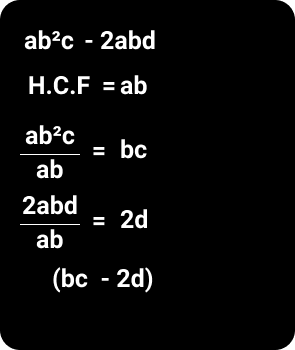 ab²c - 2abd
H.C.F = ab
ab²c
ab
= bc
2abd
ab
= 2d
(bc - 2d)